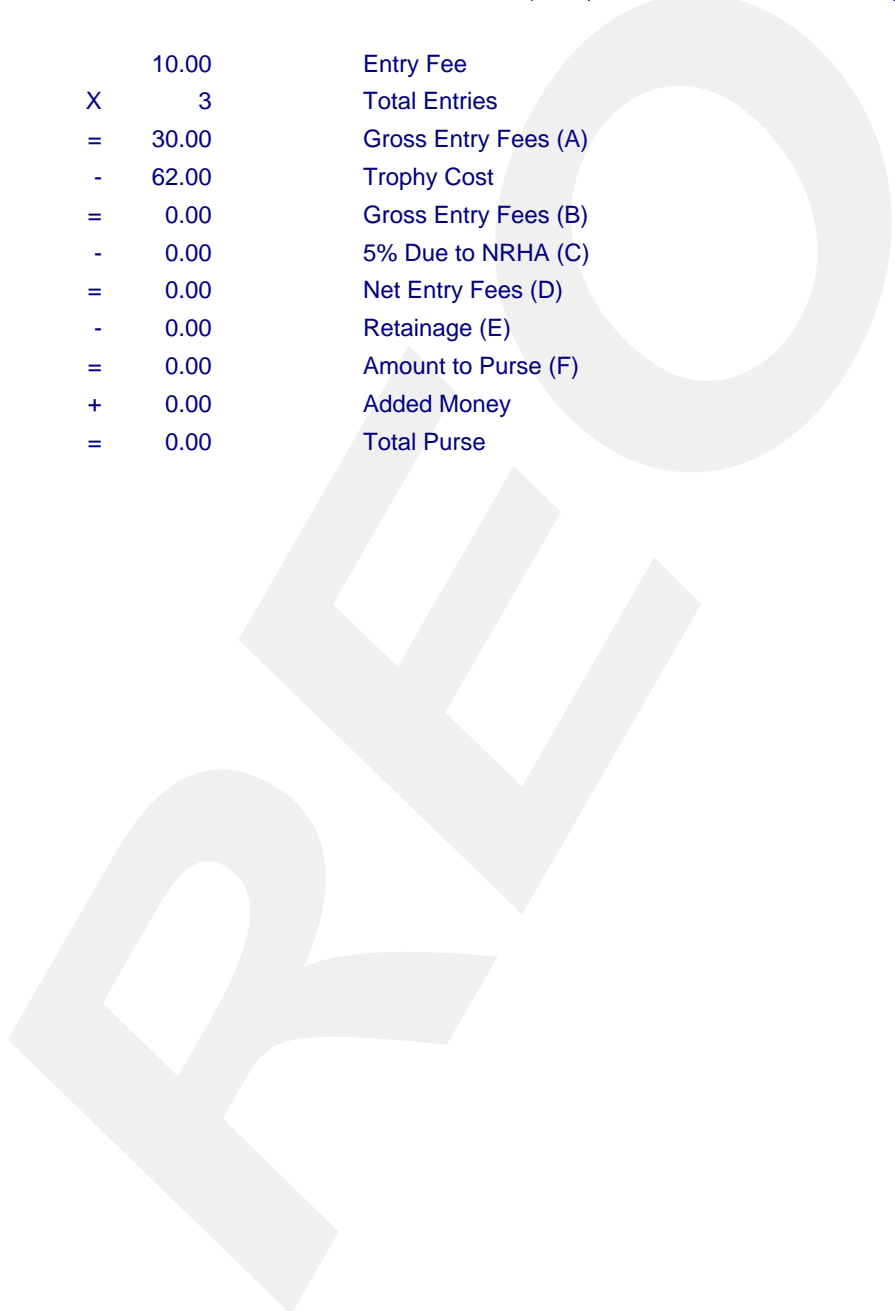 10.00 Entry Fee
X 3 Total Entries
= 30.00 Gross Entry Fees (A)
- 62.00 Trophy Cost
= 0.00 Gross Entry Fees (B)
- 0.00 5% Due to NRHA (C)
= 0.00 Net Entry Fees (D)
- 0.00 Retainage (E)
= 0.00 Amount to Purse (F)
+ 0.00 Added Money
= 0.00 Total Purse
REO